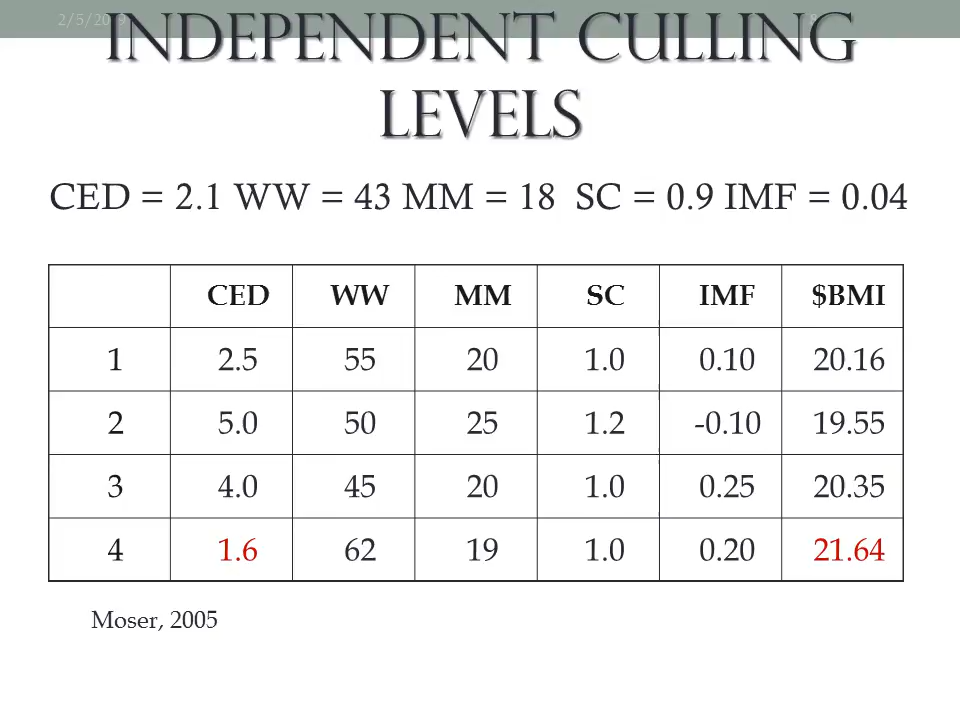 2/5/2019 8
INDEPENDENT CULLING
LEVELS
CED = 2.1 WW = 43 MM = 18 SC = 0.9 IMF = 0.04
CED WW MM SC IMF $BMI
1 2.5 55 20 1.0 0.10 20.16
2 5.0 50 25 1.2 -0.10 19.55
3 4.0 45 20 1.0 0.25 20.35
4 1.6 62 19 1.0 0.20 21.64
Moser, 2005